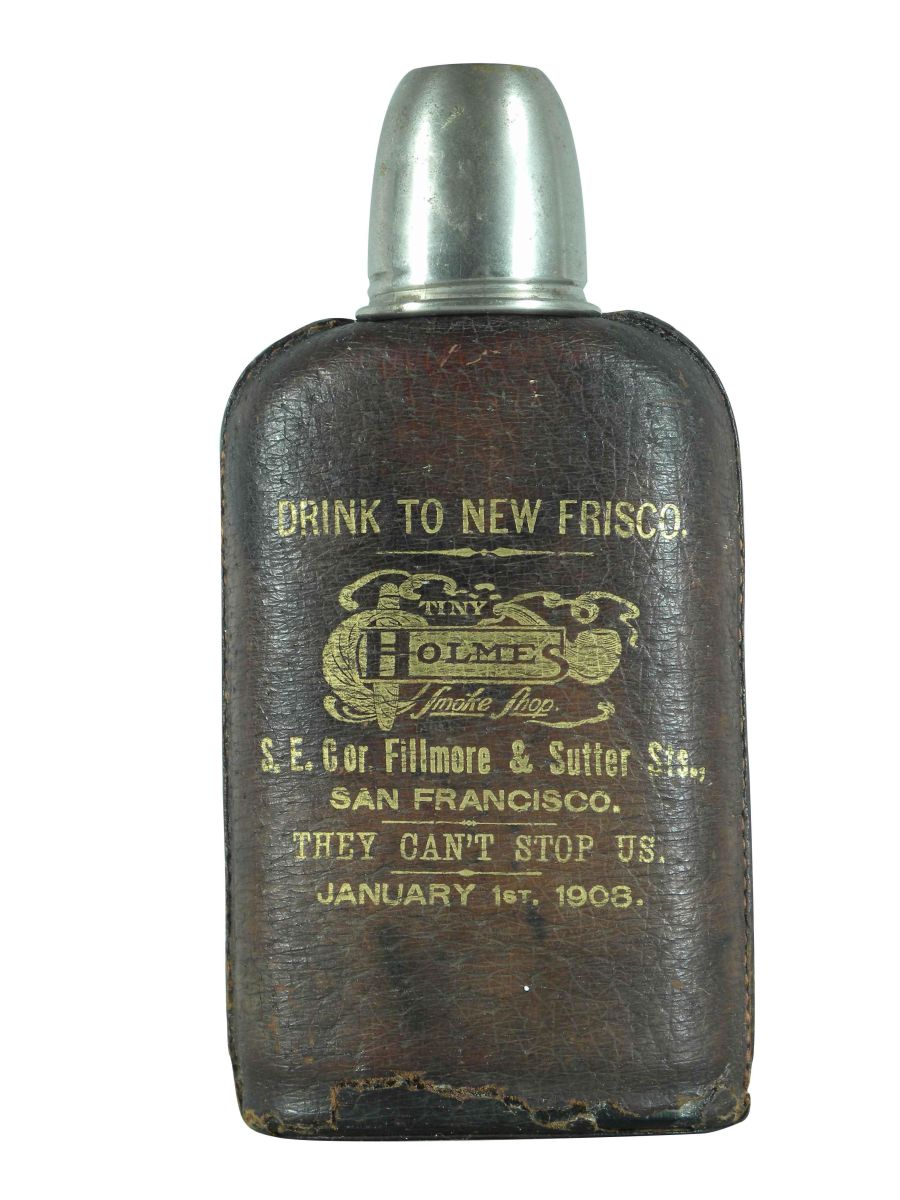 DRINK TO NEW FRISCO.
TINY
HOLMES
Smoke Shop.
S. E. Cor Fillmore & Sutter Sts.,
SAN FRANCISCO.
THEY CAN'T STOP US.
JANUARY 1ST, 1908.